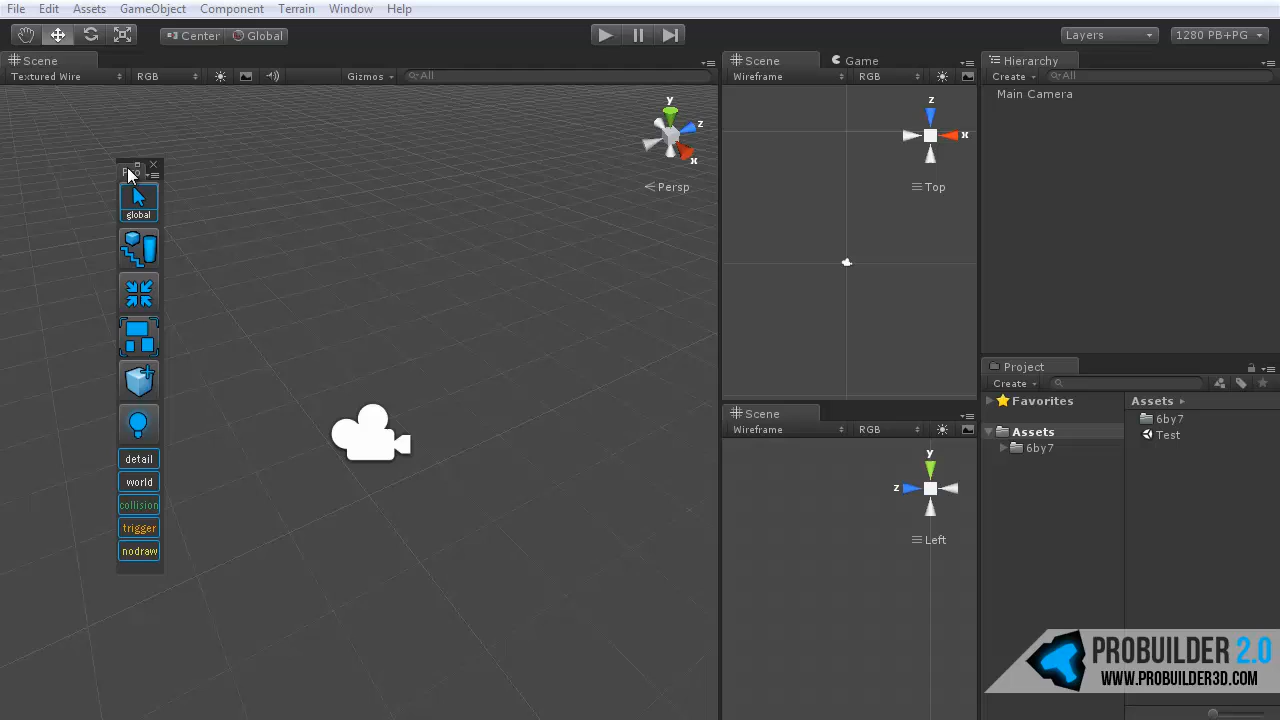 File Edit Assets GameObject Component Terrain Window Help
Center Global Layers 1280 PB+PG
Scene Scene Game Hierarchy
Textured Wire RGB Gizmos All Wireframe RGB Create All
Main Camera
y z x
Persp
z x
Top
global
detail
world
collision
trigger
nodraw
Project
Create
Favorites Assets
Assets 6by7
6by7 Test
Scene
Wireframe RGB
y z
Left
PROBUILDER 2.0
WWW.PROBUILDER3D.COM